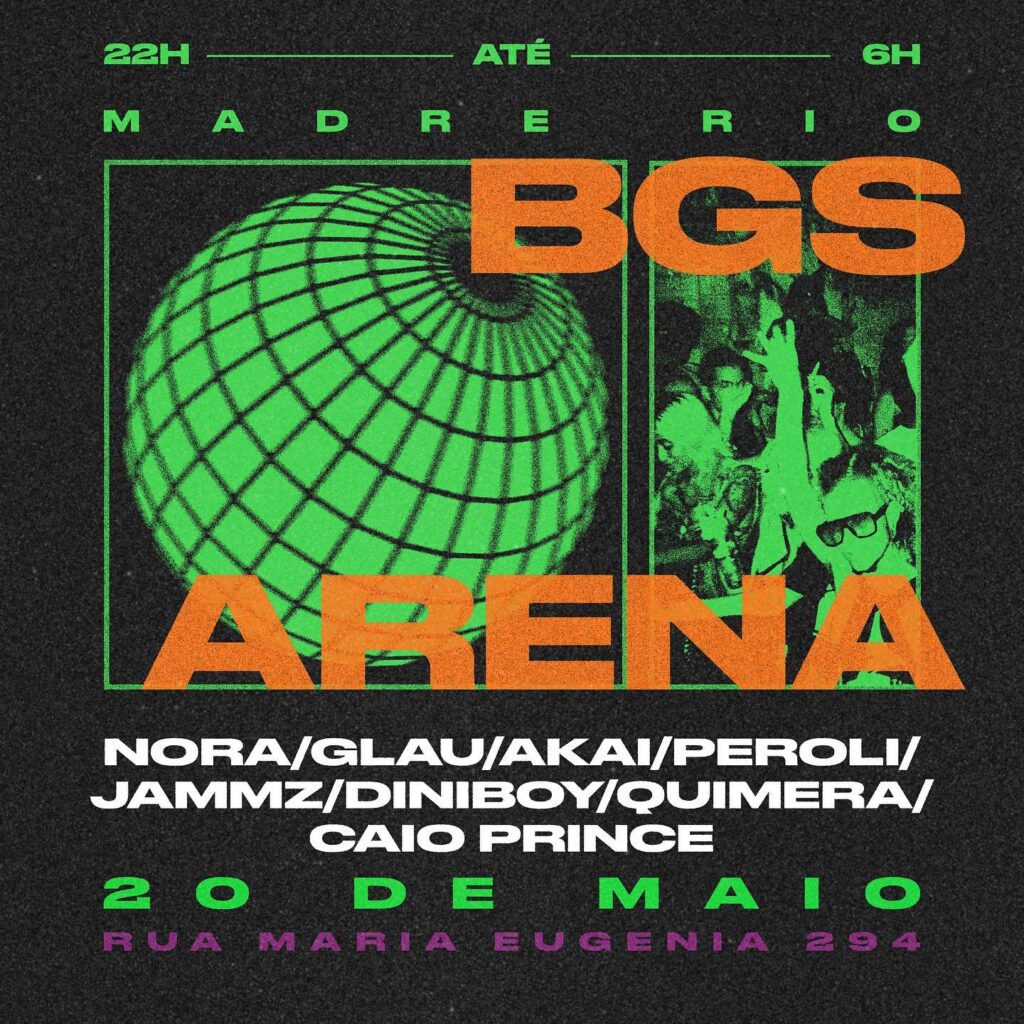 22H ATÉ 6H
MADRE RIO
BGS
ARENA
NORA/GLAU/AKAI/PEROLI/
JAMMZ/DINIBOY/QUIMERA/
CAIO PRINCE
20 DE MAIO
RUA MARIA EUGENIA 294